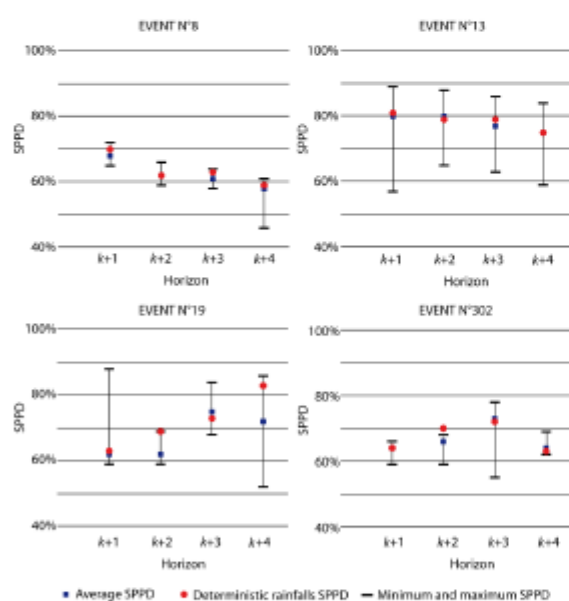 EVENT N°8
100%
80%
60%
40%
SPPD
k+1 k+2 k+3 k+4
Horizon
EVENT N°13
100%
80%
60%
40%
SPPD
k+1 k+2 k+3 k+4
Horizon
EVENT N°19
100%
80%
60%
40%
SPPD
k+1 k+2 k+3 k+4
Horizon
EVENT N°302
100%
80%
60%
40%
SPPD
k+1 k+2 k+3 k+4
Horizon
Average SPPD Deterministic rainfalls SPPD Minimum and maximum SPPD